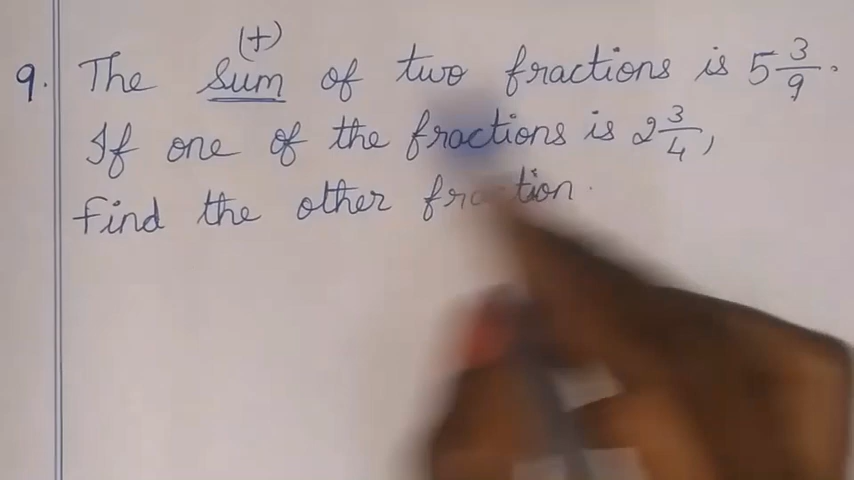 (+)
9. The Sum of two fractions is 5 3/9.
If one of the fractions is 2 3/4,
find the other fraction.